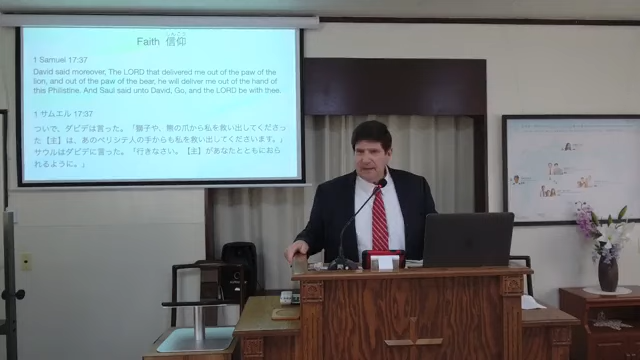 しんこう
Faith 信仰
1 Samuel 17:37
David said moreover, The LORD that delivered me out of the paw of the
lion, and out of the paw of the bear, he will deliver me out of the hand of
this Philistine. And Saul said unto David, Go, and the LORD be with thee.
1 サムエル 17:37
ついで、ダビデは言った。「獅子や、熊の爪から私を救い出してくださっ
た【主】は、あのペリシテ人の手からも私を救い出してくださいます。」
サウルはダビデに言った。「行きなさい。【主】があなたとともにおら
れるように。」